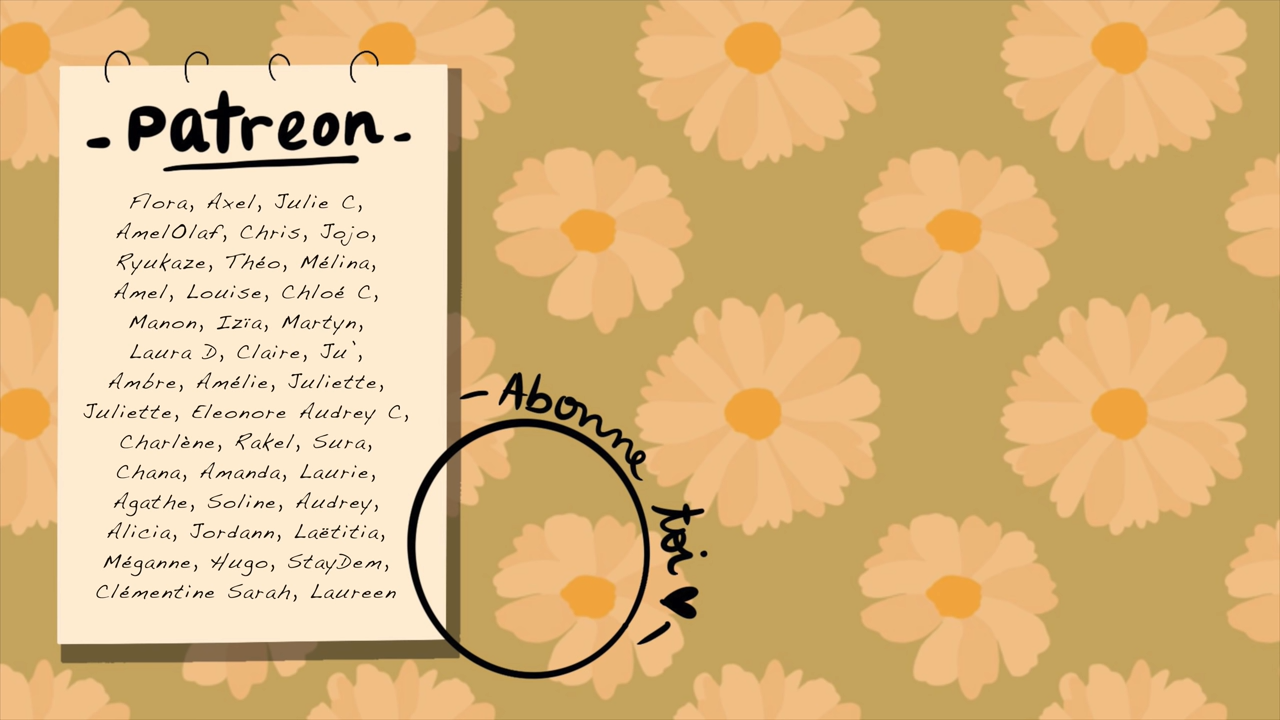 - Patreon -
Flora, Axel, Julie C,
AmelOlaf, Chris, Jojo,
Ryukaze, Théo, Mélina,
Amel, Louise, Chloé C,
Manon, Izïa, Martyn,
Laura D, Claire, Ju`,
Ambre, Amélie, Juliette,
Juliette, Eleonore Audrey C,
Charlène, Rakel, Sura,
Chana, Amanda, Laurie,
Agathe, Soline, Audrey,
Alicia, Jordann, Laëtitia,
Méganne, Hugo, StayDem,
Clémentine Sarah, Laureen
- Abonne toi ♥ -